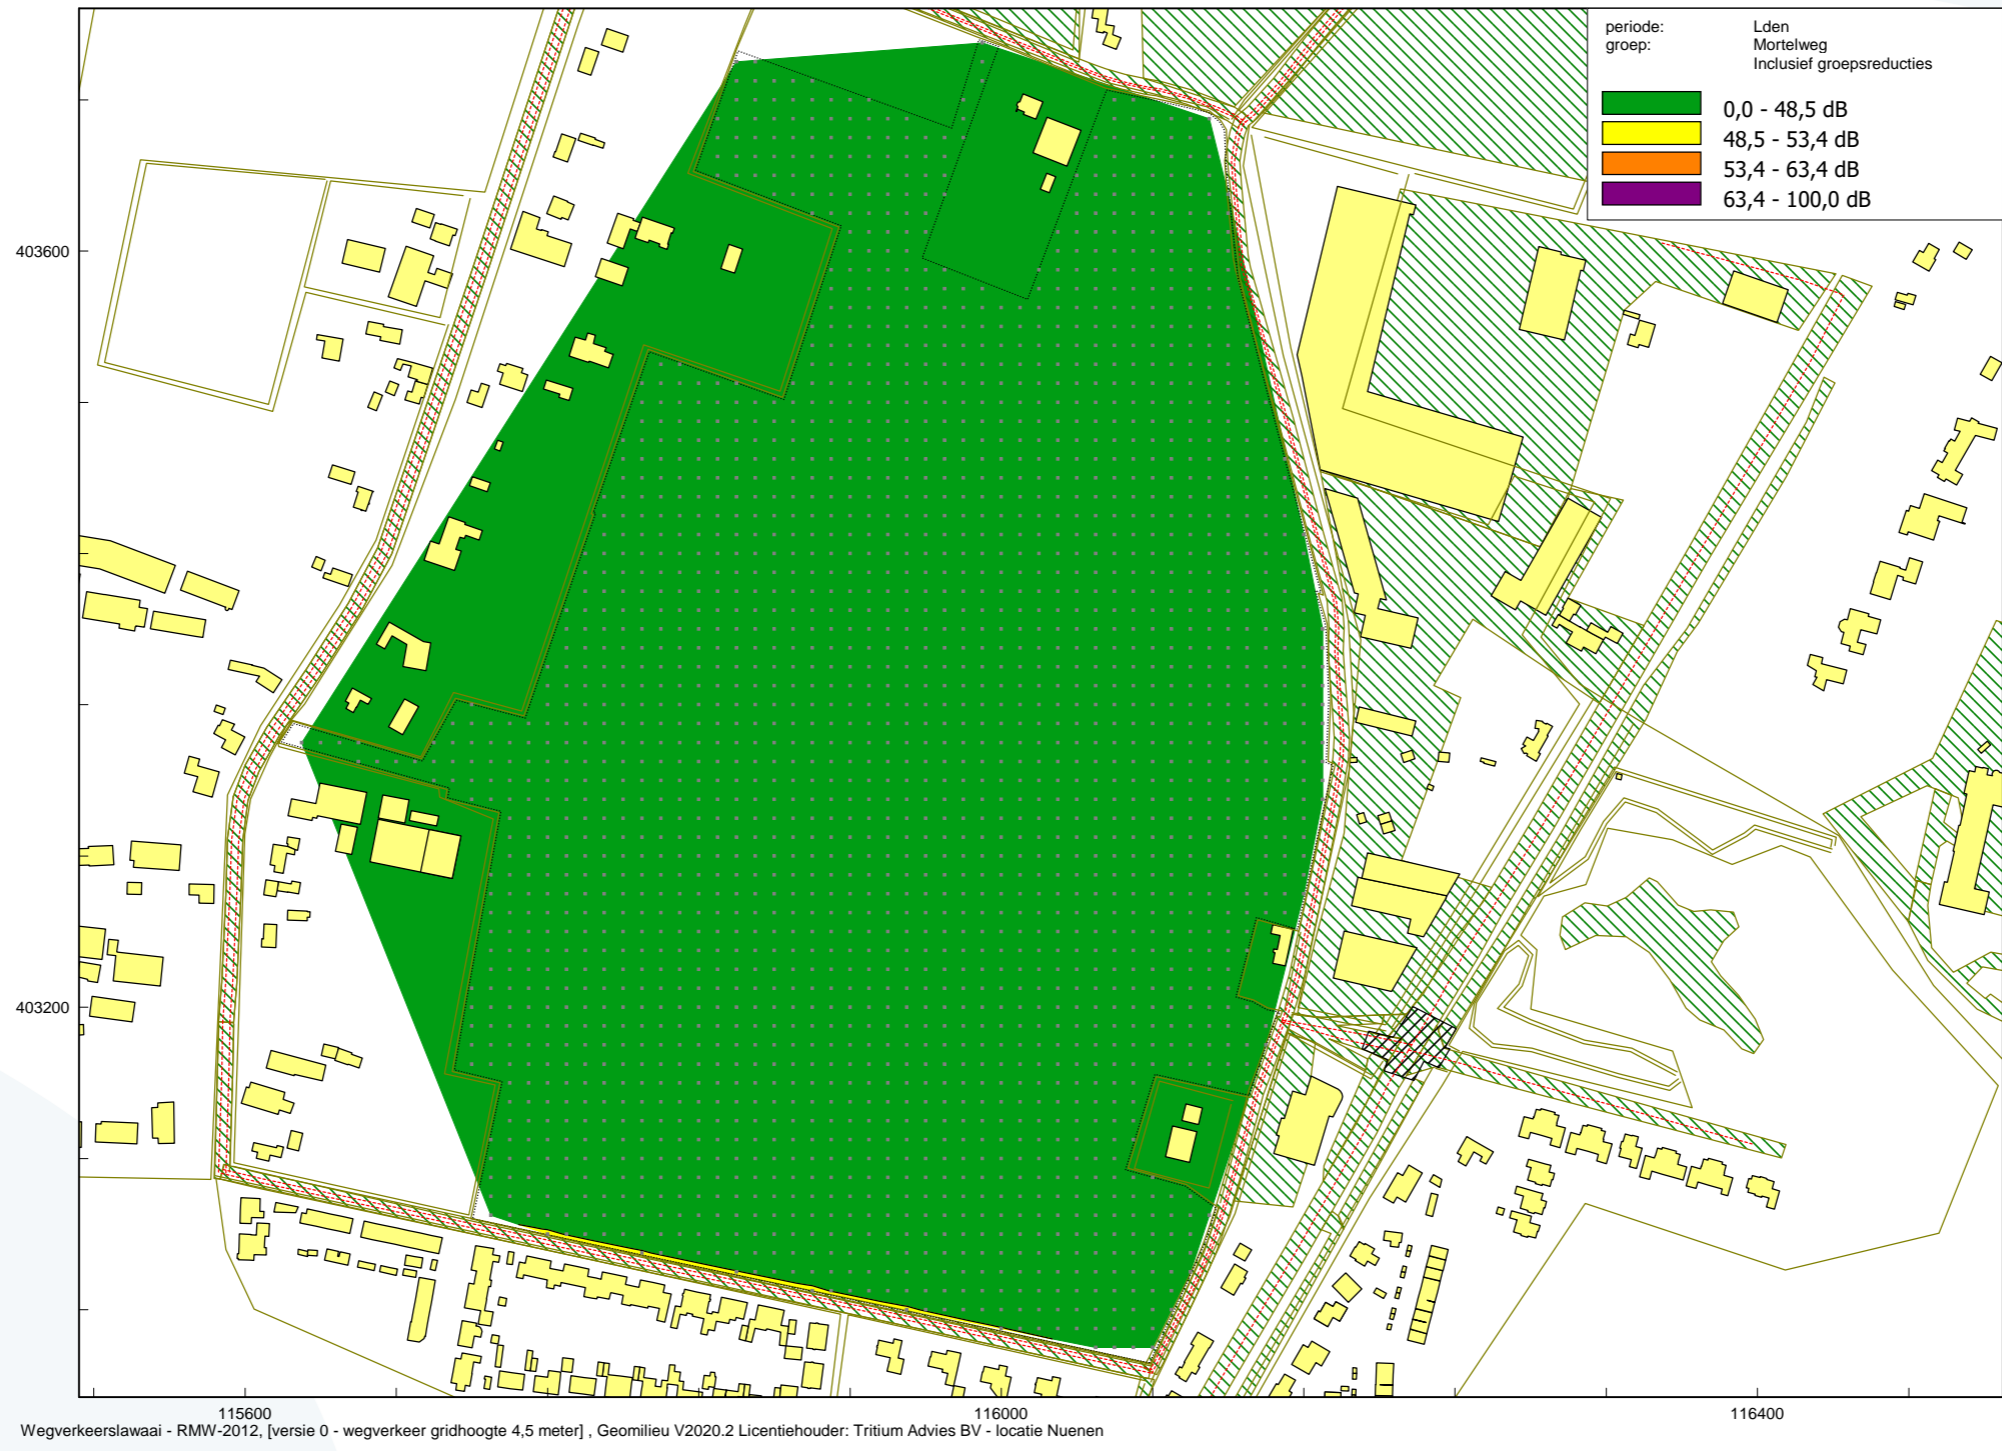 periode: Lden
groep: Mortelweg
Inclusief groepsreducties
0,0 - 48,5 dB
48,5 - 53,4 dB
53,4 - 63,4 dB
63,4 - 100,0 dB
403600
403200
115600 116000 116400
Wegverkeerslawaai - RMW-2012, [versie 0 - wegverkeer gridhoogte 4,5 meter] , Geomilieu V2020.2 Licentiehouder: Tritium Advies BV - locatie Nuenen